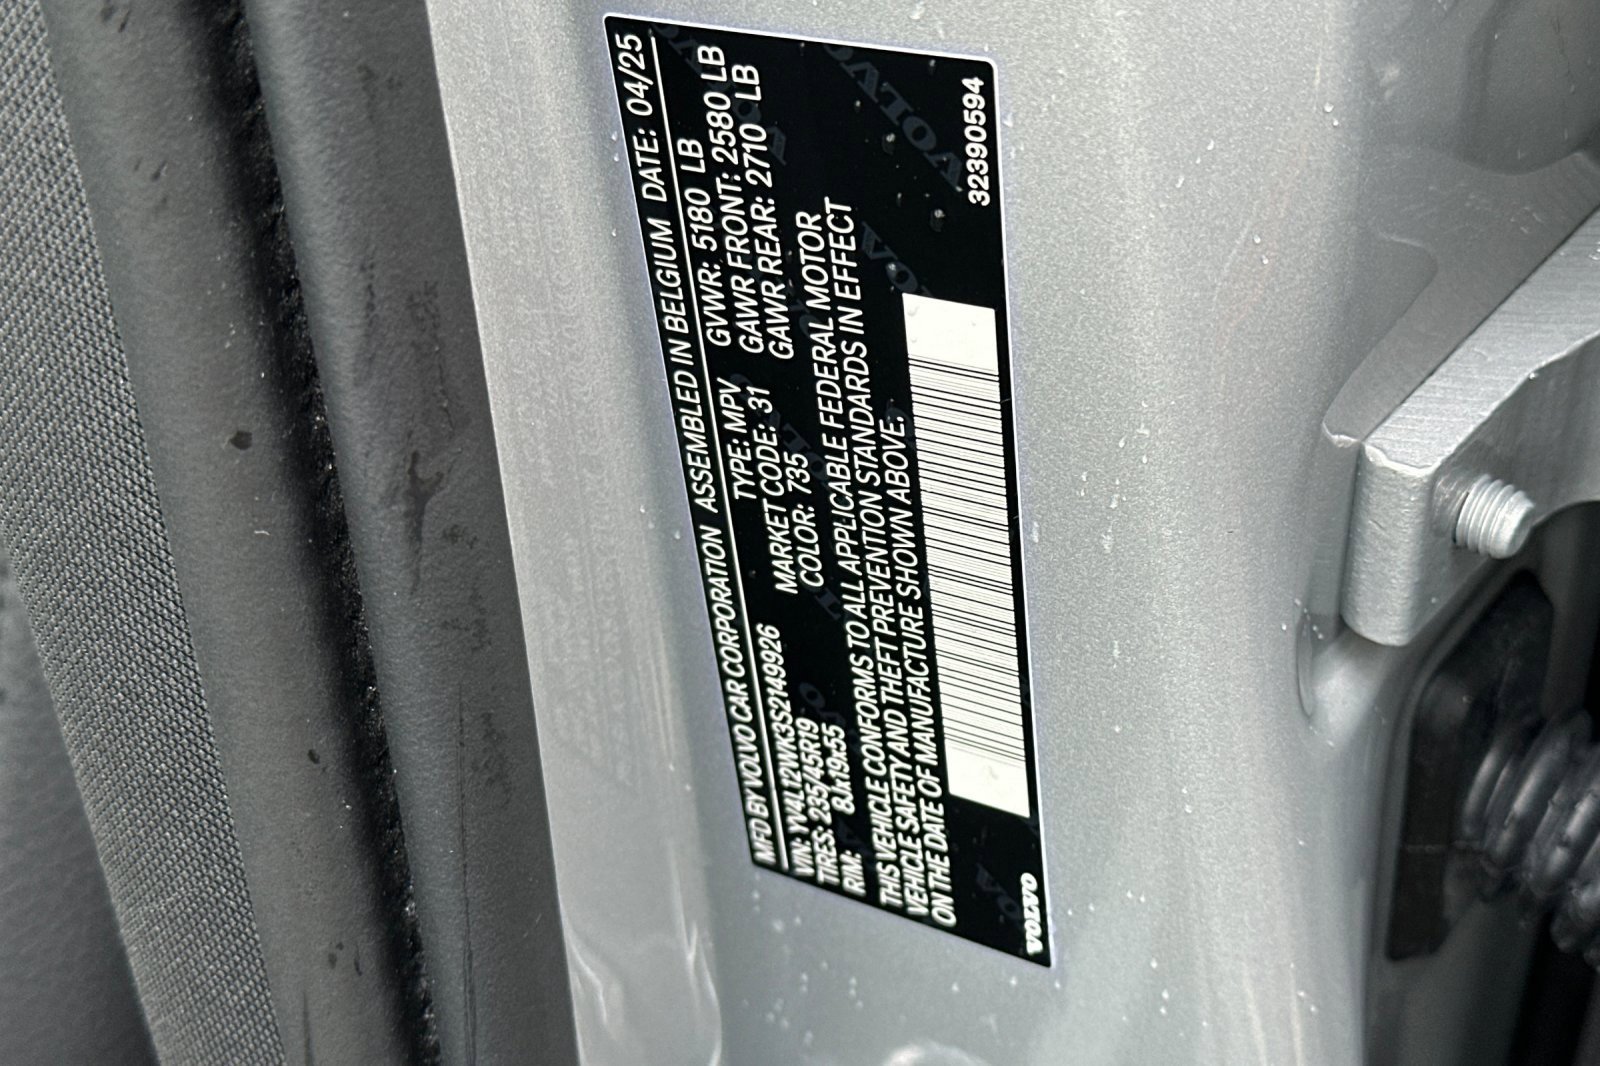 MFD BY VOLVO CAR CORPORATION ASSEMBLED IN BELGIUM DATE: 04/25
VIN: YV4L12WK3S2149926 TYPE: MPV GVWR: 5180 LB
TIRES: 235/45R19 MARKET CODE: 31 GAWR FRONT: 2580 LB
RIM: 8Jx19x55 COLOR: 735 GAWR REAR: 2710 LB
THIS VEHICLE CONFORMS TO ALL APPLICABLE FEDERAL MOTOR
VEHICLE SAFETY AND THEFT PREVENTION STANDARDS IN EFFECT
ON THE DATE OF MANUFACTURE SHOWN ABOVE.
VOLVO 32390594